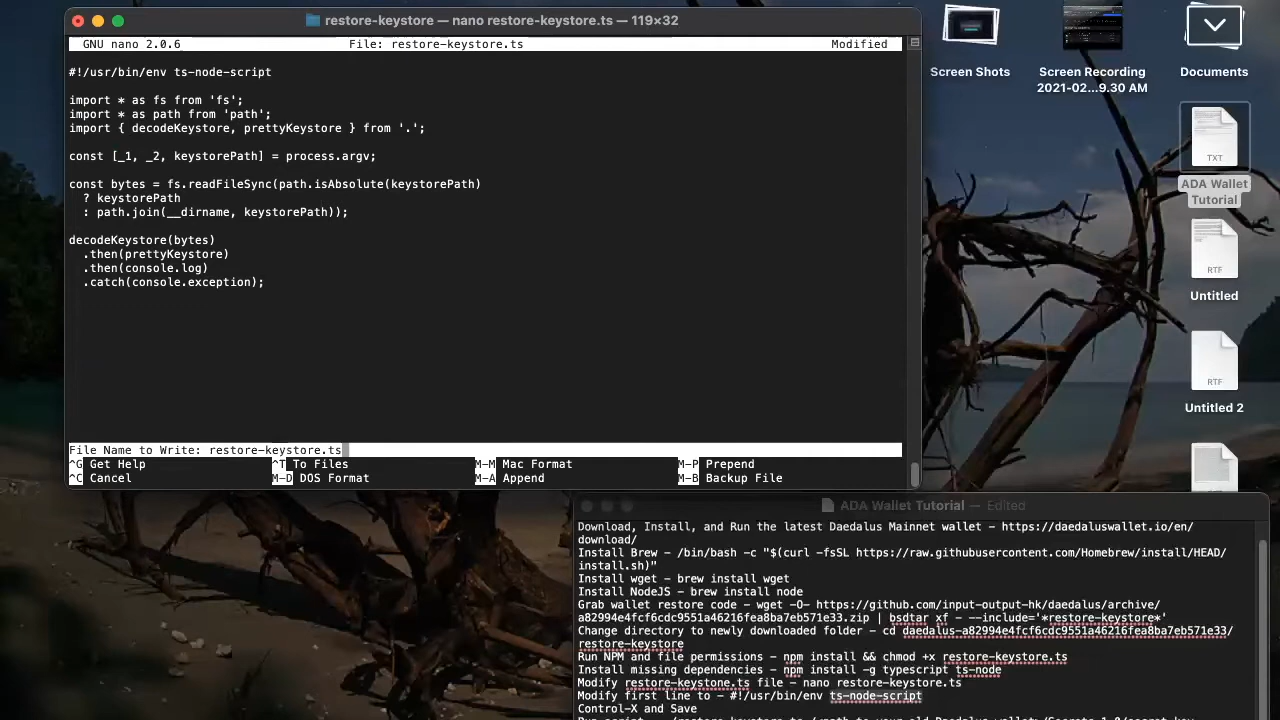 restore-keystore — nano restore-keystore.ts — 119×32
GNU nano 2.0.6 File: restore-keystore.ts Modified
#!/usr/bin/env ts-node-script
import * as fs from 'fs';
import * as path from 'path';
import { decodeKeystore, prettyKeystore } from '.';
const [_1, _2, keystorePath] = process.argv;
const bytes = fs.readFileSync(path.isAbsolute(keystorePath)
? keystorePath
: path.join(__dirname, keystorePath));
decodeKeystore(bytes)
.then(prettyKeystore)
.then(console.log)
.catch(console.exception);
File Name to Write: restore-keystore.ts
^G Get Help ^T To Files M-M Mac Format M-P Prepend
^C Cancel M-D DOS Format M-A Append M-B Backup File
Screen Shots
Screen Recording
2021-02...9.30 AM
Documents
TXT
ADA Wallet
Tutorial
RTF
Untitled
RTF
Untitled 2
ADA Wallet Tutorial — Edited
Download, Install, and Run the latest Daedalus Mainnet wallet - https://daedaluswallet.io/en/
download/
Install Brew - /bin/bash -c "$(curl -fsSL https://raw.githubusercontent.com/Homebrew/install/HEAD/
install.sh)"
Install wget - brew install wget
Install NodeJS - brew install node
Grab wallet restore code - wget -O- https://github.com/input-output-hk/daedalus/archive/
a82994e4fcf6cdc9551a46216fea8ba7eb571e33.zip | bsdtar xf - --include='*restore-keystore*'
Change directory to newly downloaded folder - cd daedalus-a82994e4fcf6cdc9551a46216fea8ba7eb571e33/
restore-keystore
Run NPM and file permissions - npm install && chmod +x restore-keystore.ts
Install missing dependencies - npm install -g typescript ts-node
Modify restore-keystone.ts file - nano restore-keystore.ts
Modify first line to - #!/usr/bin/env ts-node-script
Control-X and Save